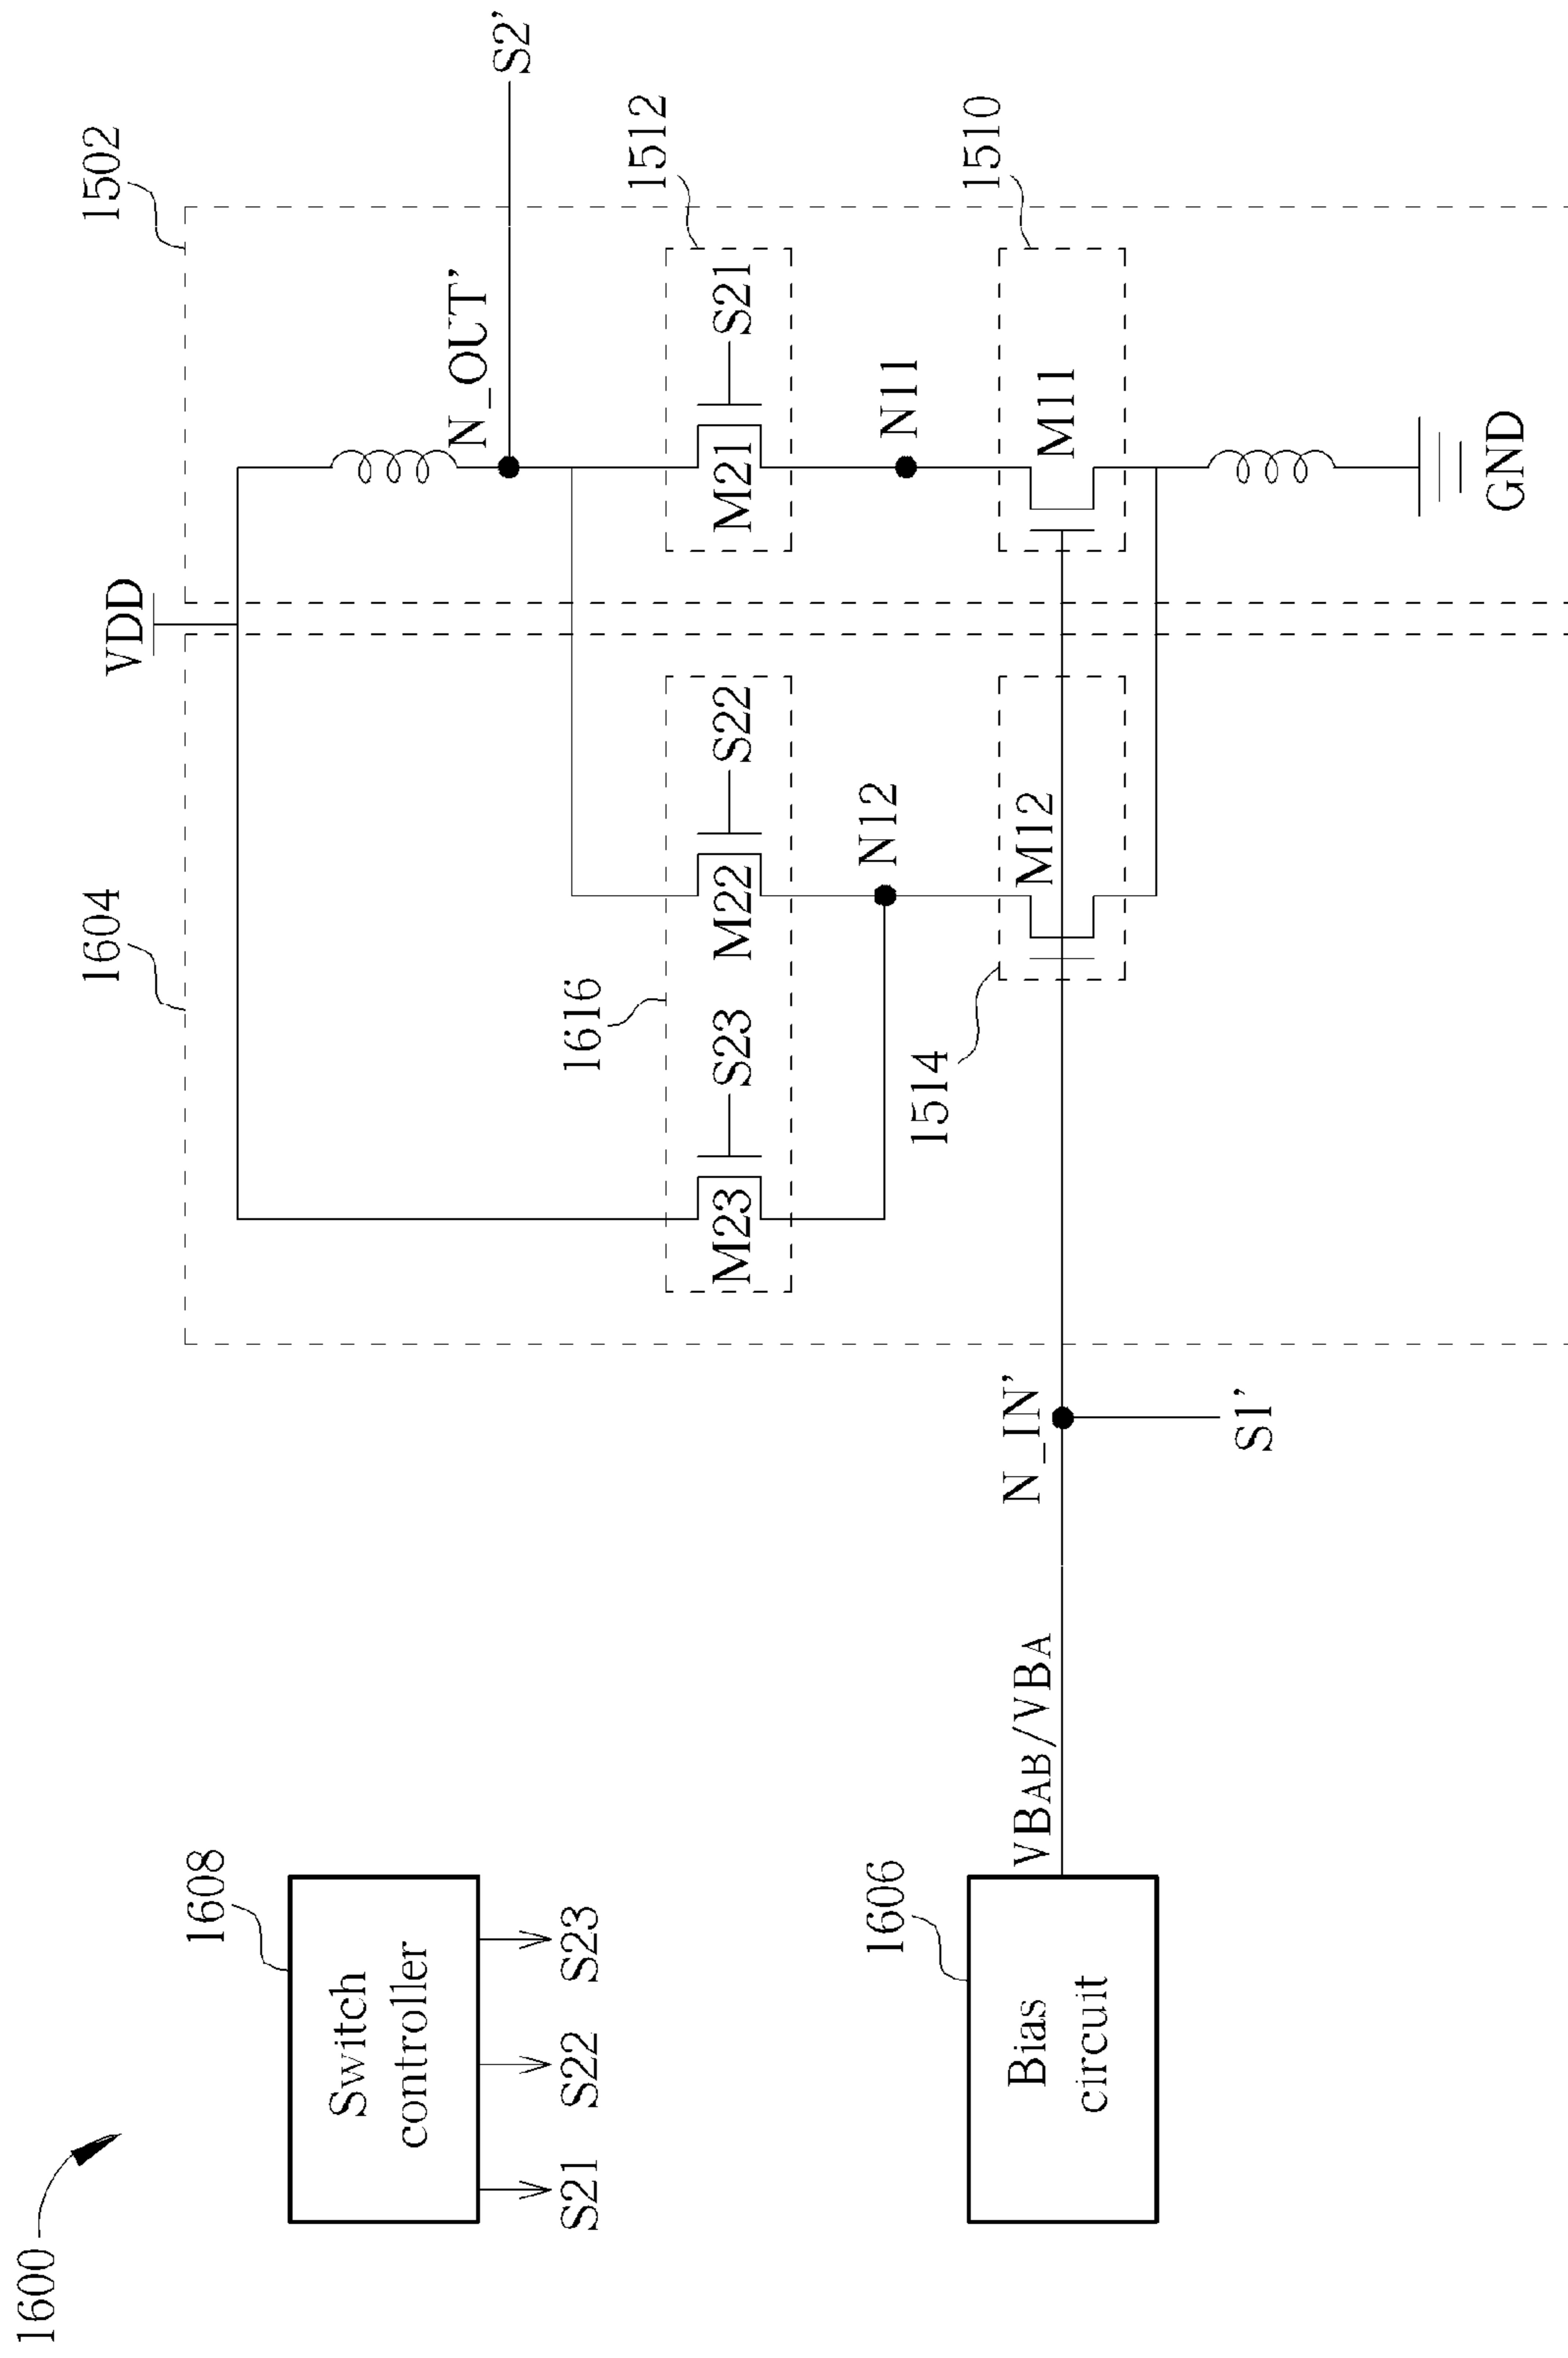 1600
1608
Switch
controller
S21
S22
S23
1606
Bias
circuit
VBAB/VBA
N_IN'
S1'
1604
VDD
1502
N_OUT'
S2'
1616
M23
S23
M22
S22
M21
S21
1512
N12
N11
1514
M12
M11
1510
GND